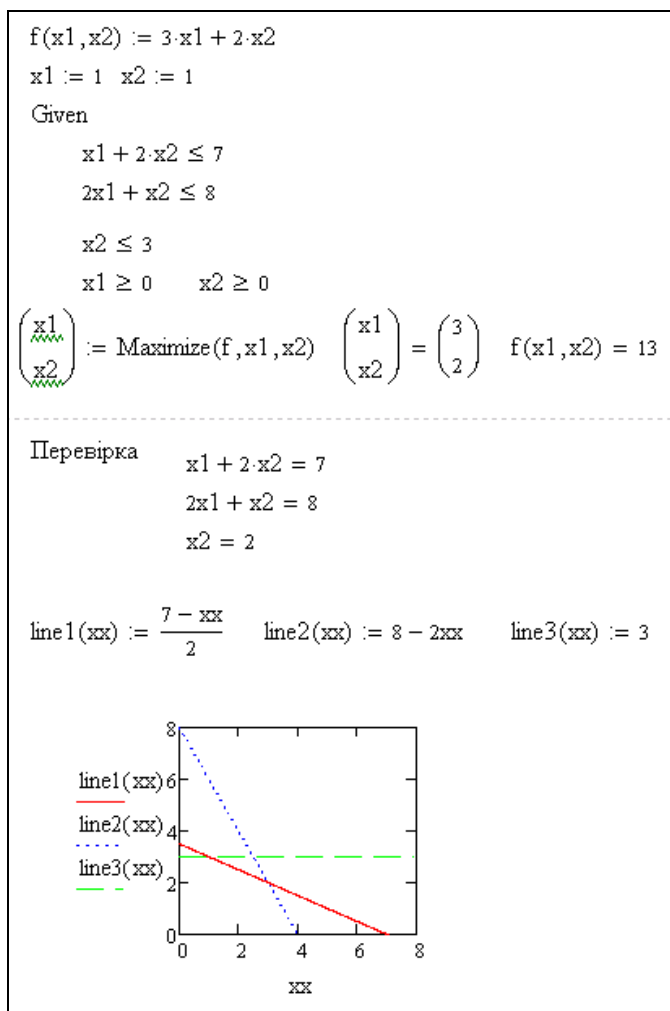 f(x1,x2) := 3·x1 + 2·x2
x1 := 1 x2 := 1
Given
x1 + 2·x2 ≤ 7
2x1 + x2 ≤ 8
x2 ≤ 3
x1 ≥ 0 x2 ≥ 0
(x1 x2) := Maximize(f,x1,x2) (x1 x2) = (3 2) f(x1,x2) = 13
Перевірка
x1 + 2·x2 = 7
2x1 + x2 = 8
x2 = 2
line1(xx) := (7 − xx)/2 line2(xx) := 8 − 2xx line3(xx) := 3
8
line1(xx) 6
line2(xx) 4
line3(xx) 2
0
0 2 4 6 8
xx